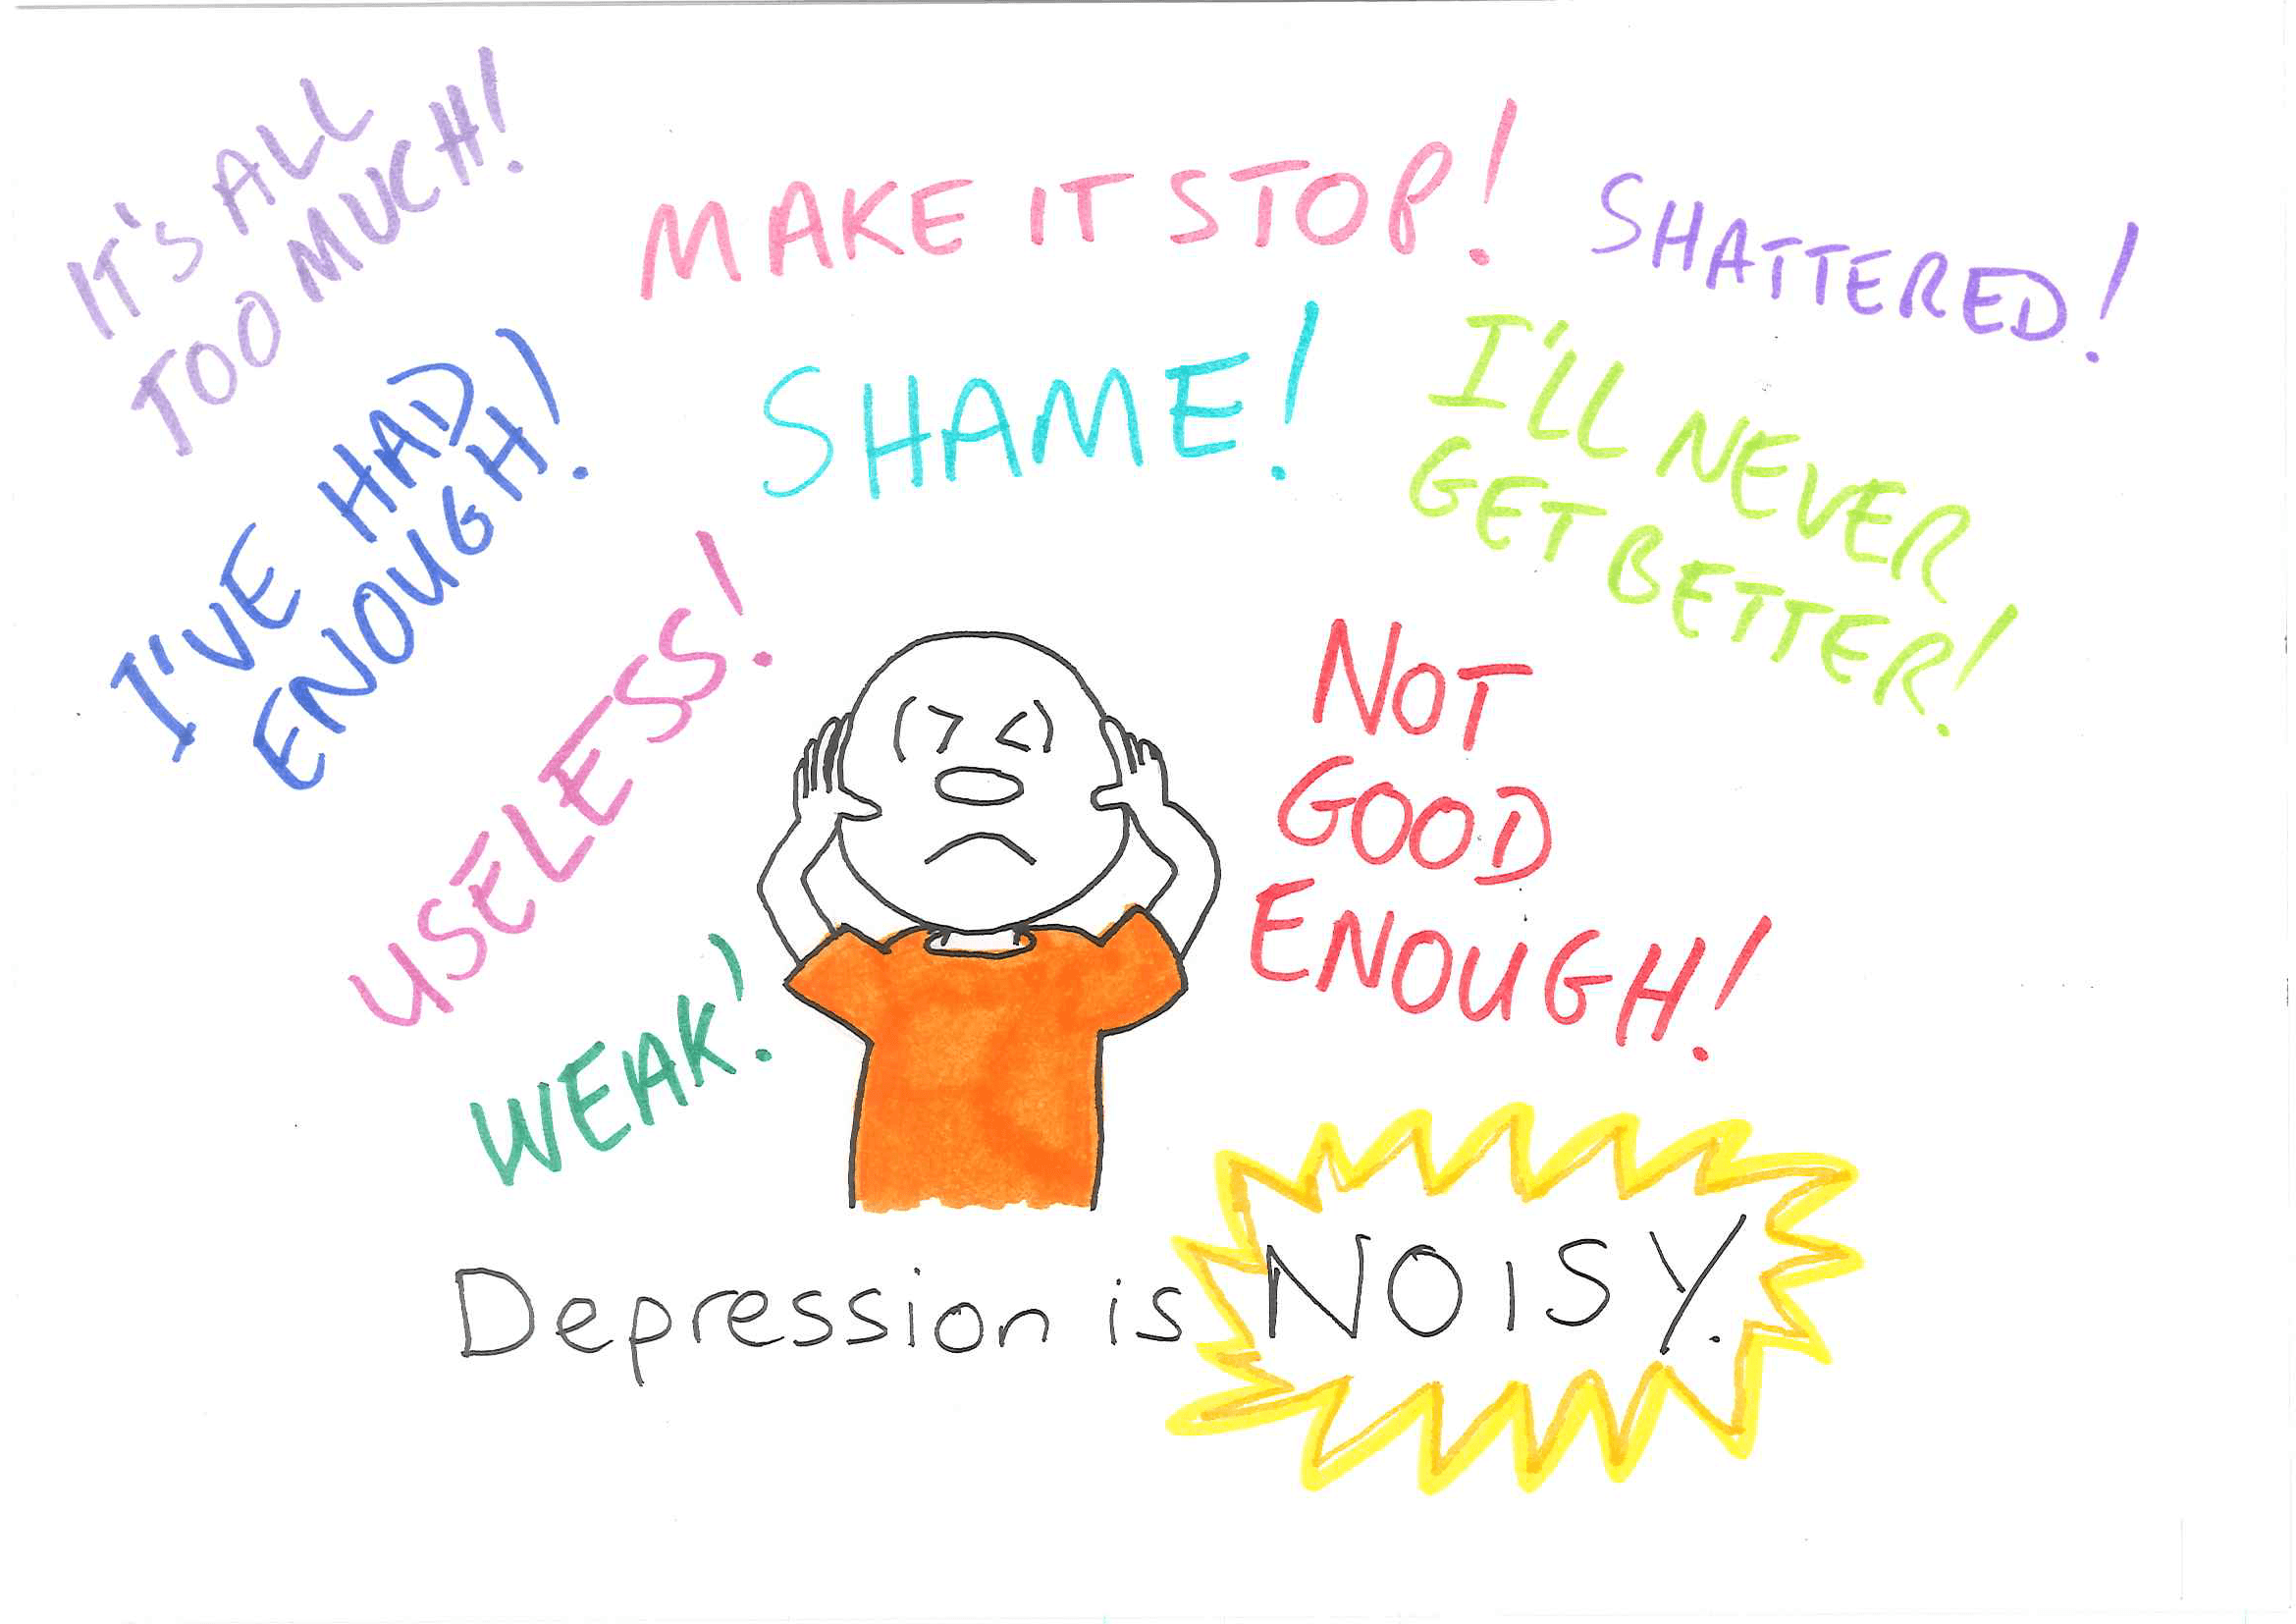 IT'S ALL
TOO MUCH!
MAKE IT STOP!
SHATTERED!
I'VE HAD
ENOUGH!
SHAME!
I'LL NEVER
GET BETTER!
USELESS!
NOT
GOOD
ENOUGH!
WEAK!
Depression is NOISY.